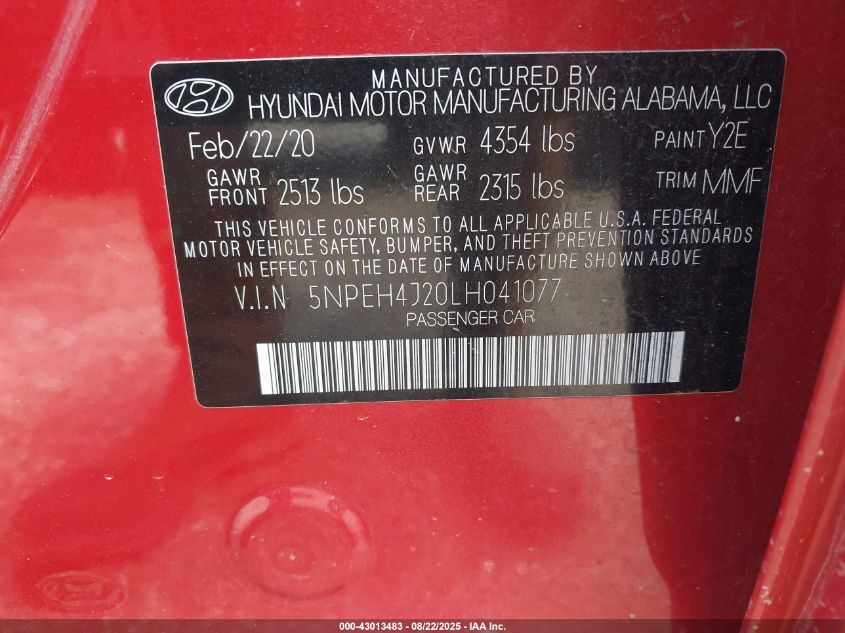 MANUFACTURED BY
HYUNDAI MOTOR MANUFACTURING ALABAMA, LLC
Feb/22/20 GVWR 4354 lbs PAINT Y2E
GAWR FRONT 2513 lbs GAWR REAR 2315 lbs TRIM MMF
THIS VEHICLE CONFORMS TO ALL APPLICABLE U.S.A. FEDERAL
MOTOR VEHICLE SAFETY, BUMPER, AND THEFT PREVENTION STANDARDS
IN EFFECT ON THE DATE OF MANUFACTURE SHOWN ABOVE
V.I.N 5NPEH4J20LH041077
PASSENGER CAR
000-43013483 - 08/22/2025 - IAA Inc.